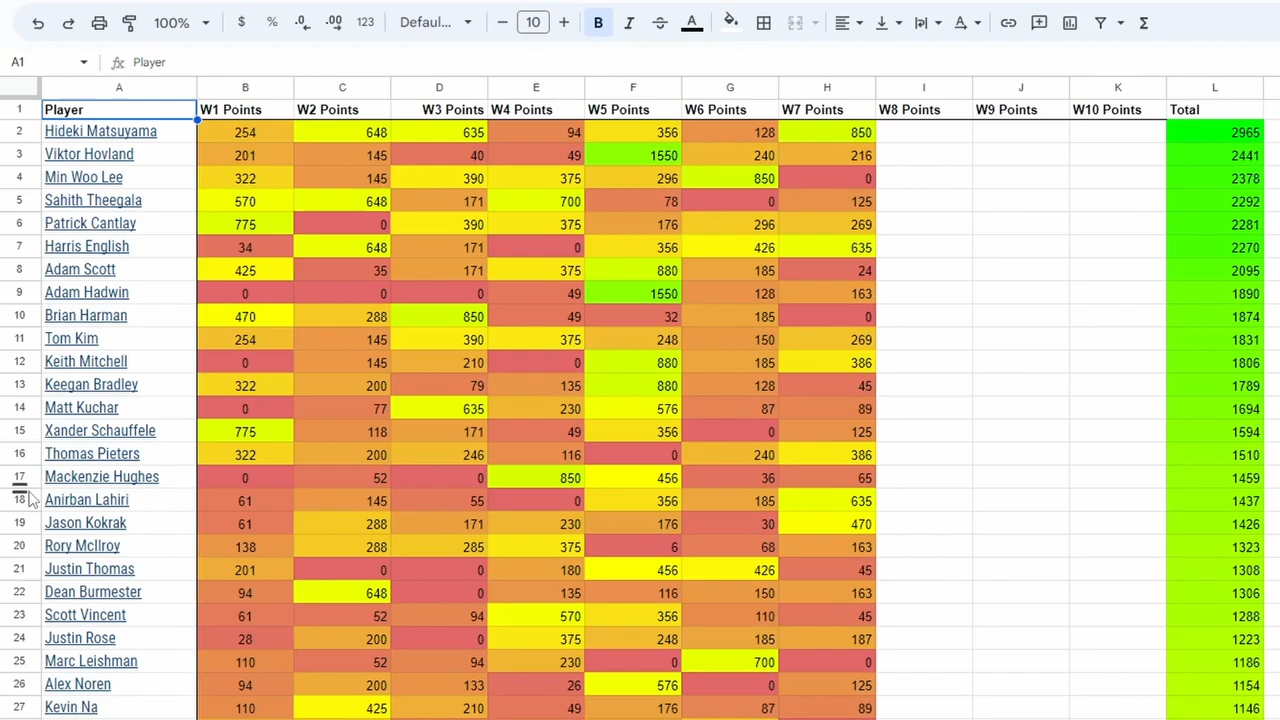 100% $ % .0 .00 123 Defaul... 10 B I A Σ
A1 fx Player
A B C D E F G H I J K L
1 Player W1 Points W2 Points W3 Points W4 Points W5 Points W6 Points W7 Points W8 Points W9 Points W10 Points Total
2 Hideki Matsuyama 254 648 635 94 356 128 850 2965
3 Viktor Hovland 201 145 40 49 1550 240 216 2441
4 Min Woo Lee 322 145 390 375 296 850 0 2378
5 Sahith Theegala 570 648 171 700 78 0 125 2292
6 Patrick Cantlay 775 0 390 375 176 296 269 2281
7 Harris English 34 648 171 0 356 426 635 2270
8 Adam Scott 425 35 171 375 880 185 24 2095
9 Adam Hadwin 0 0 0 49 1550 128 163 1890
10 Brian Harman 470 288 850 49 32 185 0 1874
11 Tom Kim 254 145 390 375 248 150 269 1831
12 Keith Mitchell 0 145 210 0 880 185 386 1806
13 Keegan Bradley 322 200 79 135 880 128 45 1789
14 Matt Kuchar 0 77 635 230 576 87 89 1694
15 Xander Schauffele 775 118 171 49 356 0 125 1594
16 Thomas Pieters 322 200 246 116 0 240 386 1510
17 Mackenzie Hughes 0 52 0 850 456 36 65 1459
18 Anirban Lahiri 61 145 55 0 356 185 635 1437
19 Jason Kokrak 61 288 171 230 176 30 470 1426
20 Rory McIlroy 138 288 285 375 6 68 163 1323
21 Justin Thomas 201 0 0 180 456 426 45 1308
22 Dean Burmester 94 648 0 135 116 150 163 1306
23 Scott Vincent 61 52 94 570 356 110 45 1288
24 Justin Rose 28 200 0 375 248 185 187 1223
25 Marc Leishman 110 52 94 230 0 700 0 1186
26 Alex Noren 94 200 133 26 576 0 125 1154
27 Kevin Na 110 425 210 49 176 87 89 1146